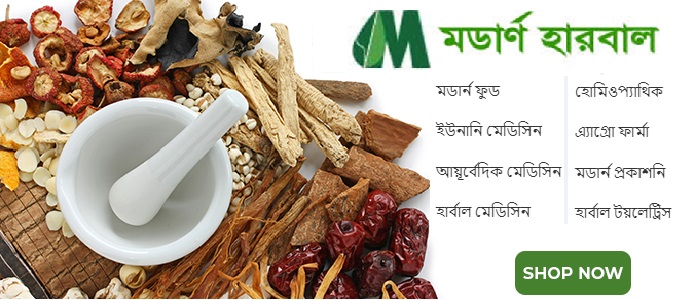 M মডার্ণ হারবাল
মডার্ন ফুড
হোমিওপ্যাথিক
ইউনানি মেডিসিন
এ্যাগ্রো ফার্মা
আয়ূর্বেদিক মেডিসিন
মডার্ন প্রকাশনি
হার্বাল মেডিসিন
হার্বাল টয়লেট্রিস
SHOP NOW